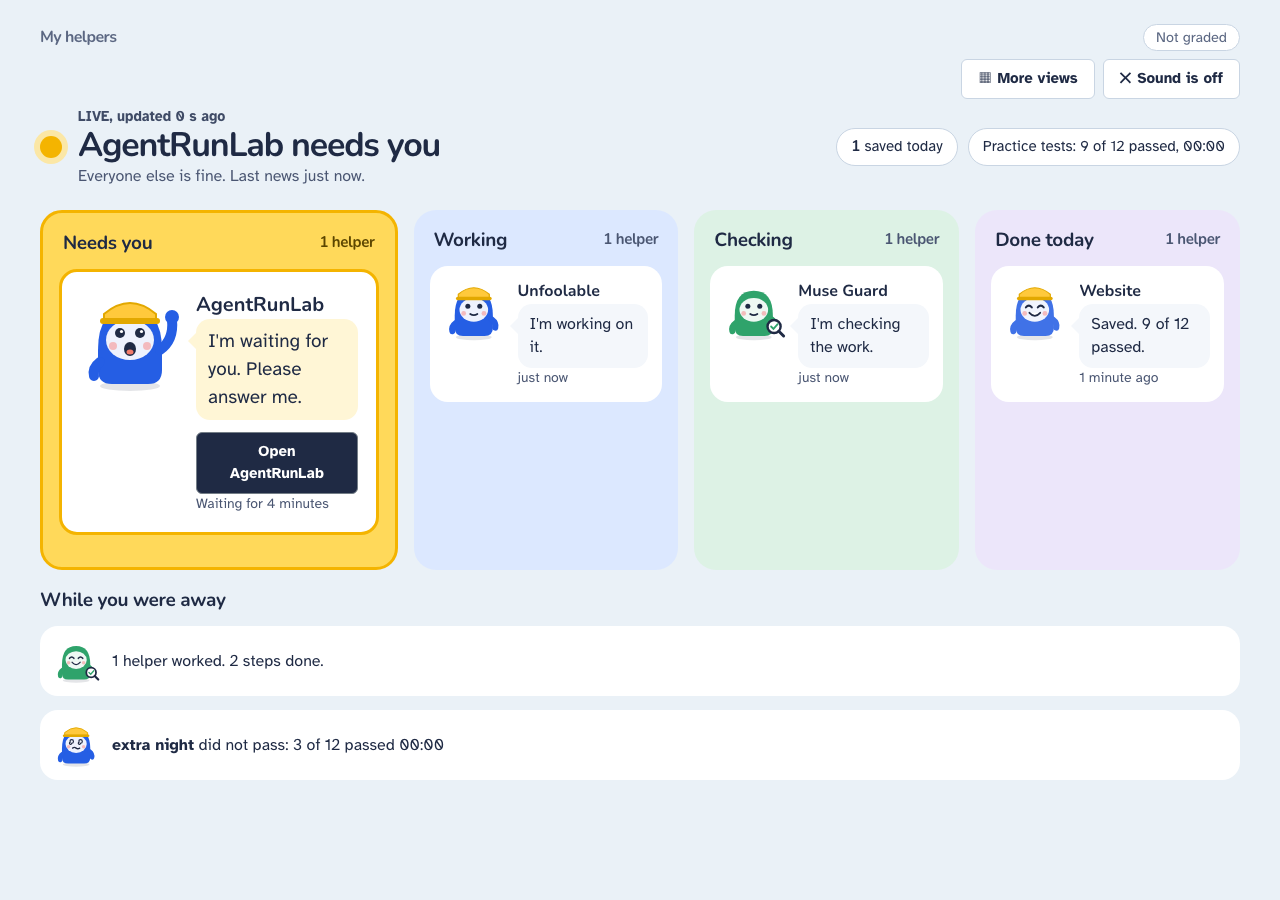 My helpers
Not graded
More views
Sound is off
LIVE, updated 0 s ago
AgentRunLab needs you
Everyone else is fine. Last news just now.
1 saved today
Practice tests: 9 of 12 passed, 00:00
Needs you
1 helper
AgentRunLab
I'm waiting for
you. Please
answer me.
Open
AgentRunLab
Waiting for 4 minutes
Working
1 helper
Unfoolable
I'm working on
it.
just now
Checking
1 helper
Muse Guard
I'm checking
the work.
just now
Done today
1 helper
Website
Saved. 9 of 12
passed.
1 minute ago
While you were away
1 helper worked. 2 steps done.
extra night did not pass: 3 of 12 passed 00:00